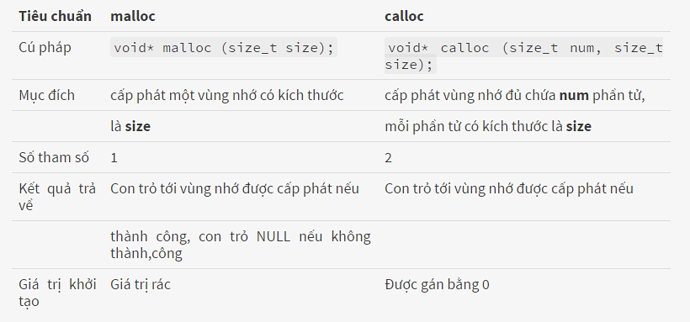 Tiêu chuẩn malloc calloc
Cú pháp void* malloc (size_t size); void* calloc (size_t num, size_t
size);
Mục đích cấp phát một vùng nhớ có kích thước cấp phát vùng nhớ đủ chứa num phần tử,
là size mỗi phần tử có kích thước là size
Số tham số 1 2
Kết quả trả Con trỏ tới vùng nhớ được cấp phát nếu Con trỏ tới vùng nhớ được cấp phát nếu
về
thành công, con trỏ NULL nếu không
thành,công
Giá trị khởi Giá trị rác Được gán bằng 0
tạo